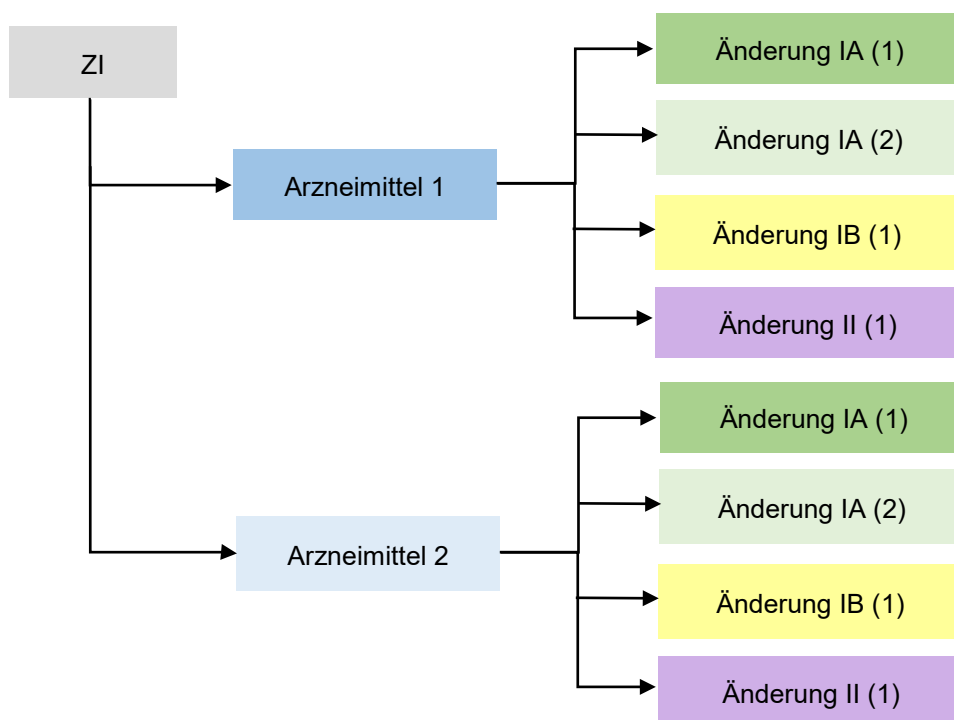 ZI
Arzneimittel 1
Änderung IA (1)
Änderung IA (2)
Änderung IB (1)
Änderung II (1)
Arzneimittel 2
Änderung IA (1)
Änderung IA (2)
Änderung IB (1)
Änderung II (1)